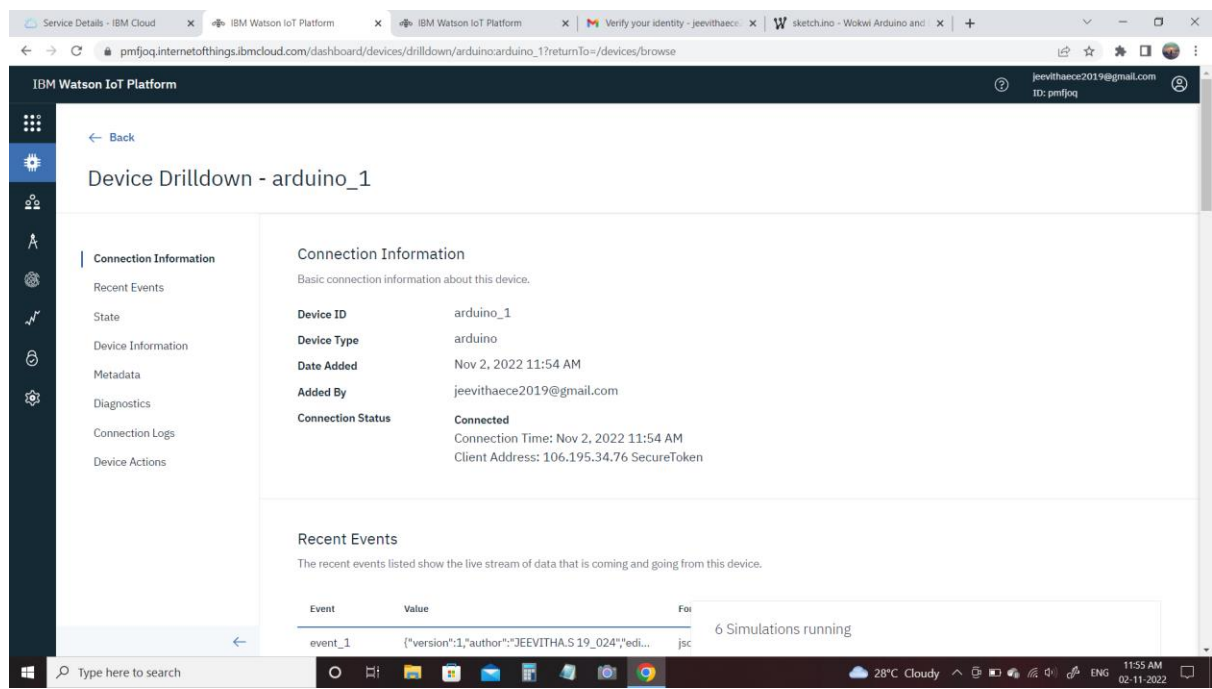 Service Details - IBM Cloud
IBM Watson IoT Platform
IBM Watson IoT Platform
Verify your identity - jeevithaece
sketch.ino - Wokwi Arduino and
pmfjoq.internetofthings.ibmcloud.com/dashboard/devices/drilldown/arduino:arduino_1?returnTo=/devices/browse
IBM Watson IoT Platform
jeevithaece2019@gmail.com
ID: pmfjoq
Back
Device Drilldown - arduino_1
Connection Information
Recent Events
State
Device Information
Metadata
Diagnostics
Connection Logs
Device Actions
Connection Information
Basic connection information about this device.
Device ID arduino_1
Device Type arduino
Date Added Nov 2, 2022 11:54 AM
Added By jeevithaece2019@gmail.com
Connection Status Connected
Connection Time: Nov 2, 2022 11:54 AM
Client Address: 106.195.34.76 SecureToken
Recent Events
The recent events listed show the live stream of data that is coming and going from this device.
Event Value
event_1 {"version":1,"author":"JEEVITHA.S 19_024","edi...
6 Simulations running
Type here to search
28°C Cloudy
ENG
11:55 AM
02-11-2022